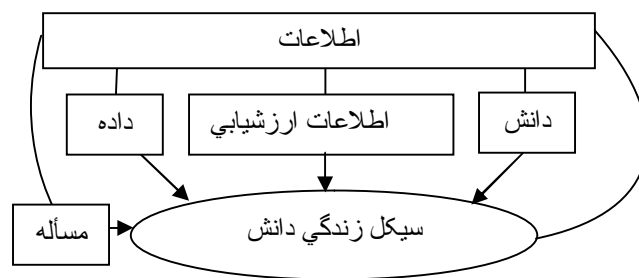 اطلاعات
دانش
اطلاعات ارزشيابي
داده
سيکل زندگي دانش
مسأله